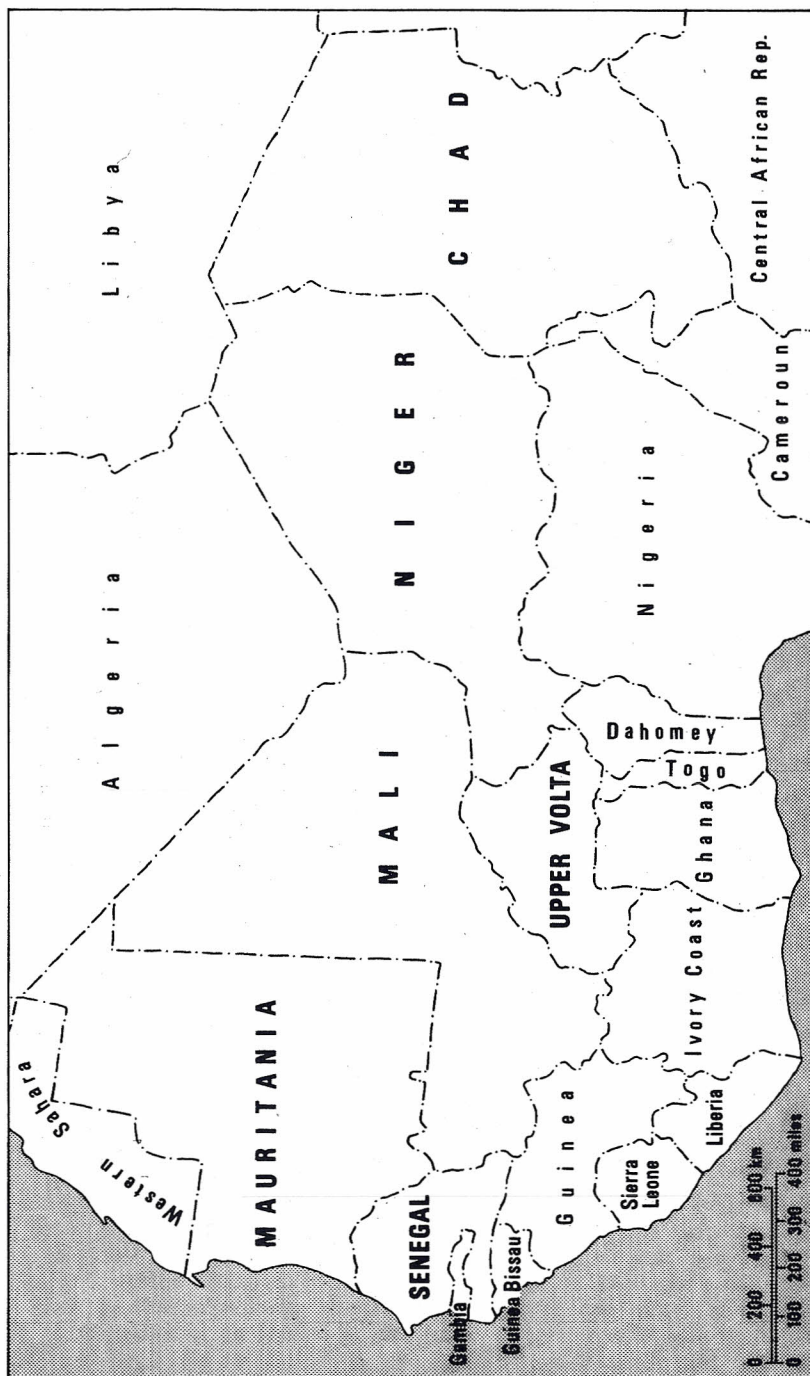 Libya
Algeria
Western
Sahara
MAURITANIA
MALI
NIGER
CHAD
SENEGAL
Gambia
Guinea Bissau
Guinea
Sierra
Leone
Liberia
Ivory Coast
UPPER VOLTA
Ghana
Togo
Dahomey
Nigeria
Cameroun
Central African Rep.
0 200 400 600 km
0 100 200 300 400 miles